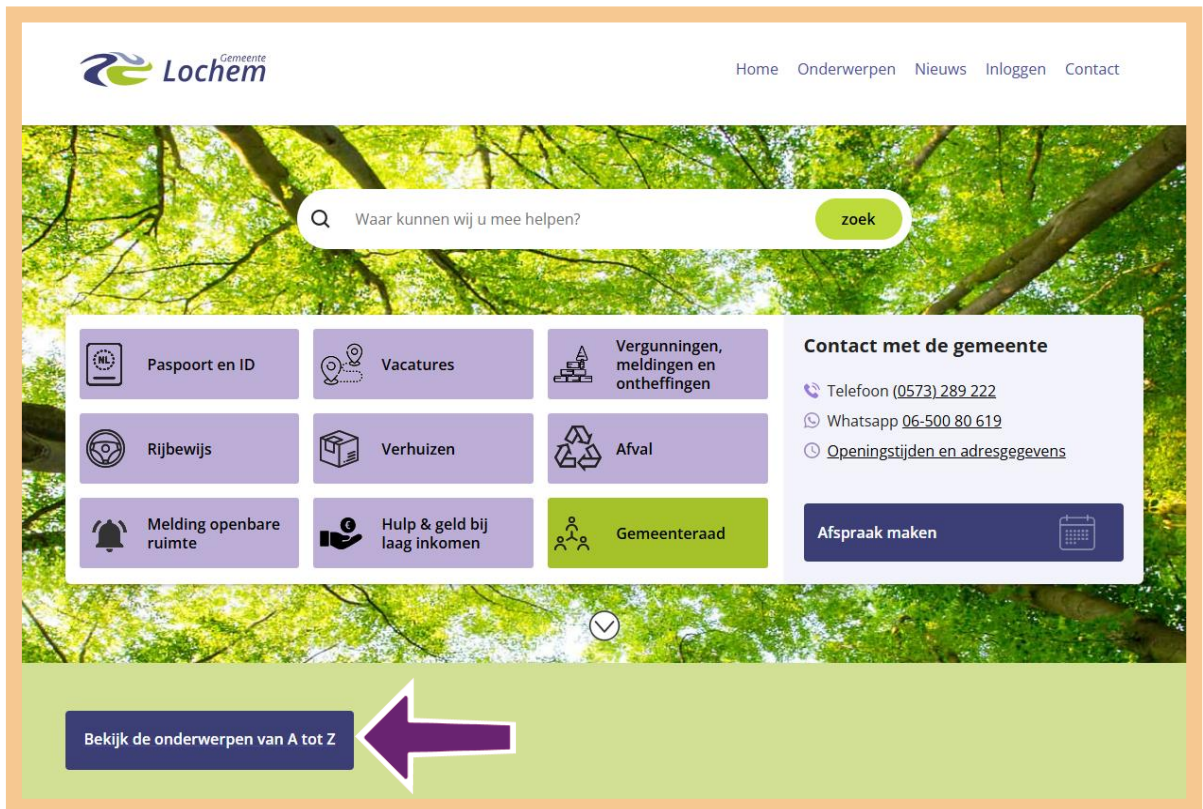 Gemeente
Lochem
Home Onderwerpen Nieuws Inloggen Contact
Waar kunnen wij u mee helpen?
zoek
Paspoort en ID
Vacatures
Vergunningen,
meldingen en
ontheffingen
Rijbewijs
Verhuizen
Afval
Melding openbare
ruimte
Hulp & geld bij
laag inkomen
Gemeenteraad
Contact met de gemeente
Telefoon (0573) 289 222
Whatsapp 06-500 80 619
Openingstijden en adresgegevens
Afspraak maken
Bekijk de onderwerpen van A tot Z